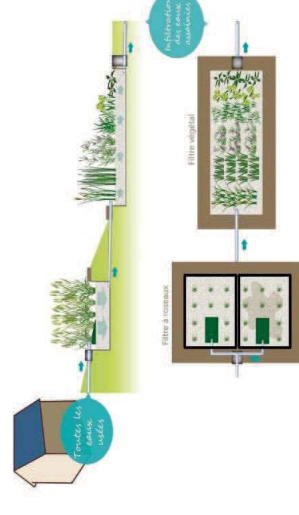 Toutes les
eaux
usées
Infiltration
des eaux
assainies
Filtre à roseaux
Filtre végétal